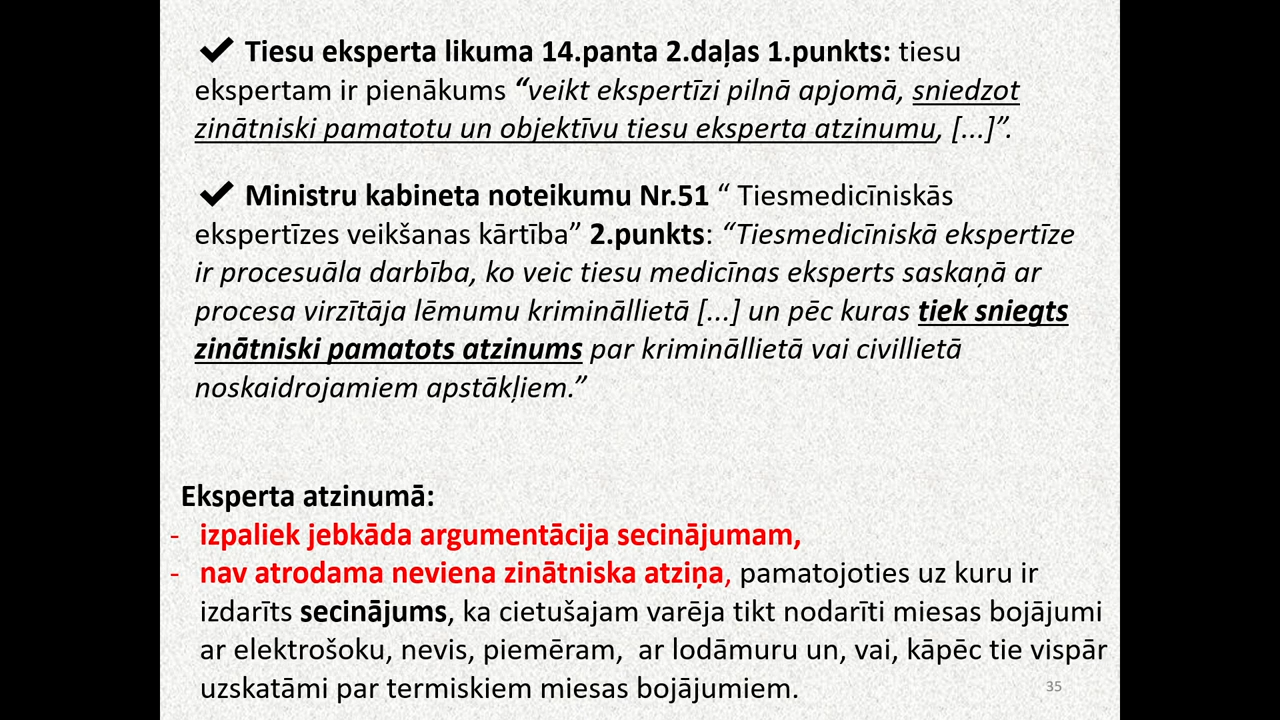 ✔ Tiesu eksperta likuma 14.panta 2.daļas 1.punkts: tiesu
ekspertam ir pienākums “veikt ekspertīzi pilnā apjomā, sniedzot
zinātniski pamatotu un objektīvu tiesu eksperta atzinumu, [...]”.
✔ Ministru kabineta noteikumu Nr.51 “ Tiesmedicīniskās
ekspertīzes veikšanas kārtība” 2.punkts: “Tiesmedicīniskā ekspertīze
ir procesuāla darbība, ko veic tiesu medicīnas eksperts saskaņā ar
procesa virzītāja lēmumu krimināllietā [...] un pēc kuras tiek sniegts
zinātniski pamatots atzinums par krimināllietā vai civillietā
noskaidrojamiem apstākļiem.”
Eksperta atzinumā:
- izpaliek jebkāda argumentācija secinājumam,
- nav atrodama neviena zinātniska atziņa, pamatojoties uz kuru ir
izdarīts secinājums, ka cietušajam varēja tikt nodarīti miesas bojājumi
ar elektrošoku, nevis, piemēram, ar lodāmuru un, vai, kāpēc tie vispār
uzskatāmi par termiskiem miesas bojājumiem.
35